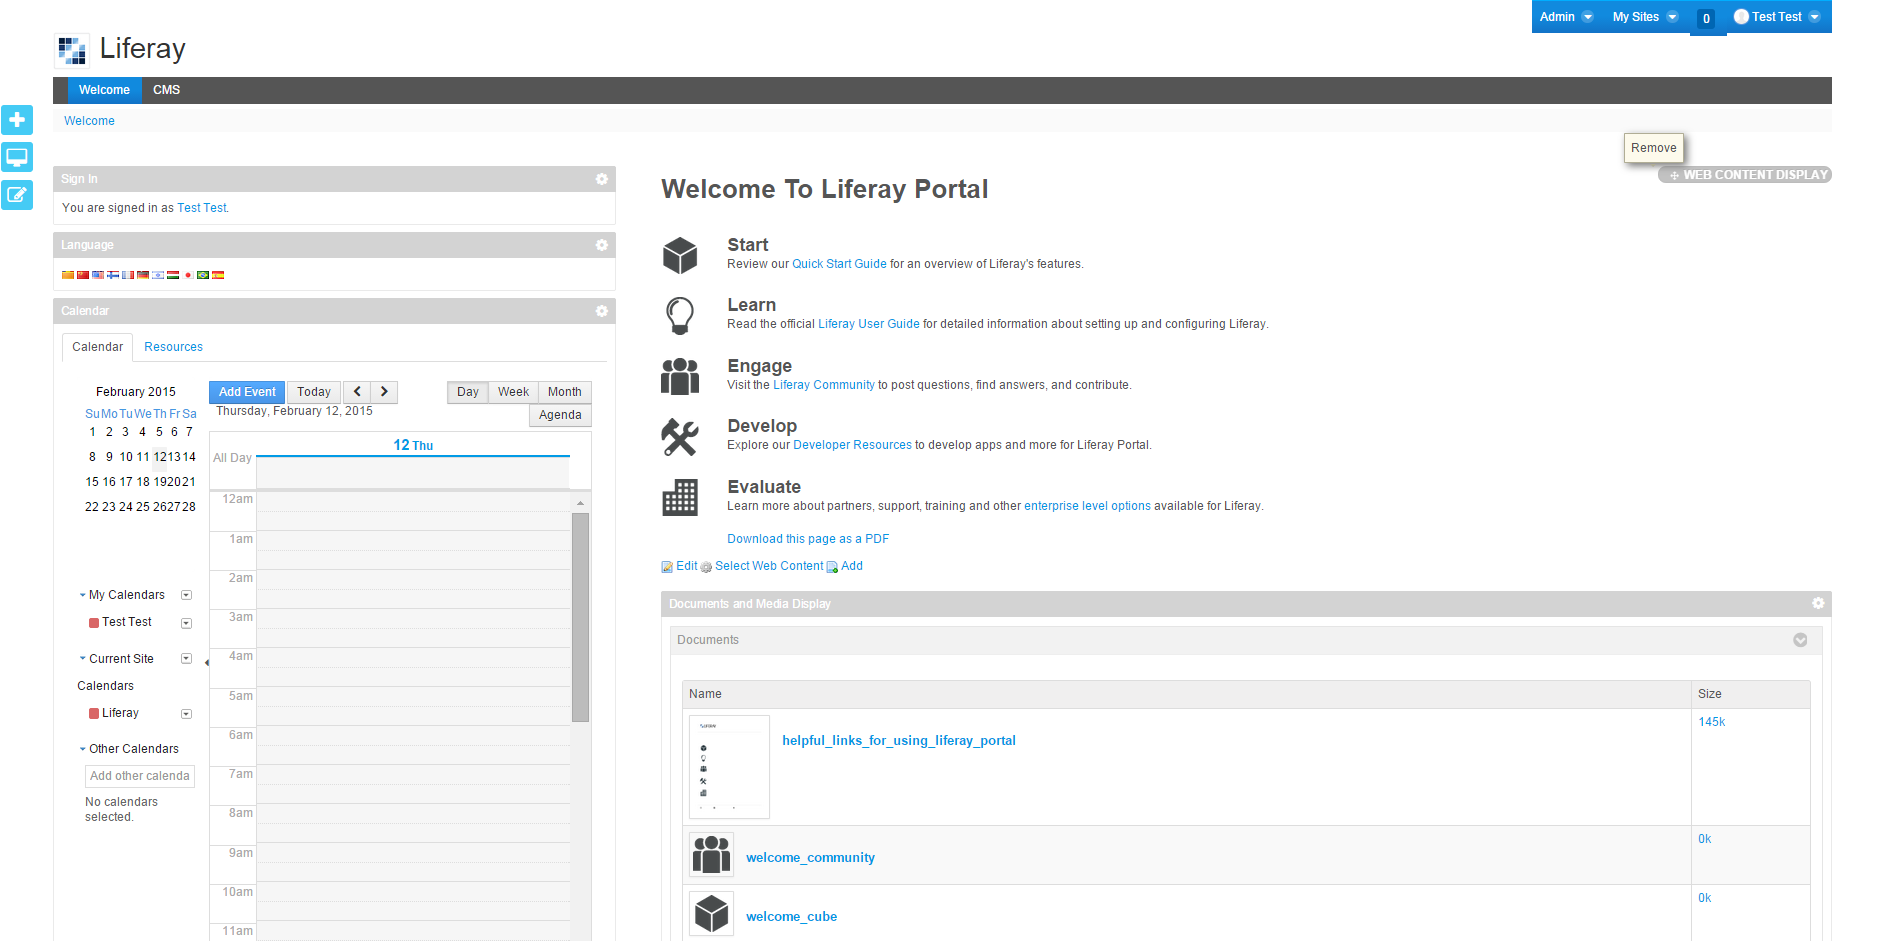 Admin
My Sites
0
Test Test
Liferay
Welcome
CMS
Welcome
Remove
WEB CONTENT DISPLAY
Sign In
You are signed in as Test Test.
Language
Calendar
Calendar
Resources
February 2015
Su Mo Tu We Th Fr Sa
1 2 3 4 5 6 7
8 9 10 11 12 13 14
15 16 17 18 19 20 21
22 23 24 25 26 27 28
My Calendars
Test Test
Current Site
Calendars
Liferay
Other Calendars
Add other calenda
No calendars
selected.
Add Event
Today
Day
Week
Month
Thursday, February 12, 2015
Agenda
12 Thu
All Day
12am
1am
2am
3am
4am
5am
6am
7am
8am
9am
10am
11am
Welcome To Liferay Portal
Start
Review our Quick Start Guide for an overview of Liferay's features.
Learn
Read the official Liferay User Guide for detailed information about setting up and configuring Liferay.
Engage
Visit the Liferay Community to post questions, find answers, and contribute.
Develop
Explore our Developer Resources to develop apps and more for Liferay Portal.
Evaluate
Learn more about partners, support, training and other enterprise level options available for Liferay.
Download this page as a PDF
Edit Select Web Content Add
Documents and Media Display
Documents
Name
Size
helpful_links_for_using_liferay_portal
145k
welcome_community
0k
welcome_cube
0k